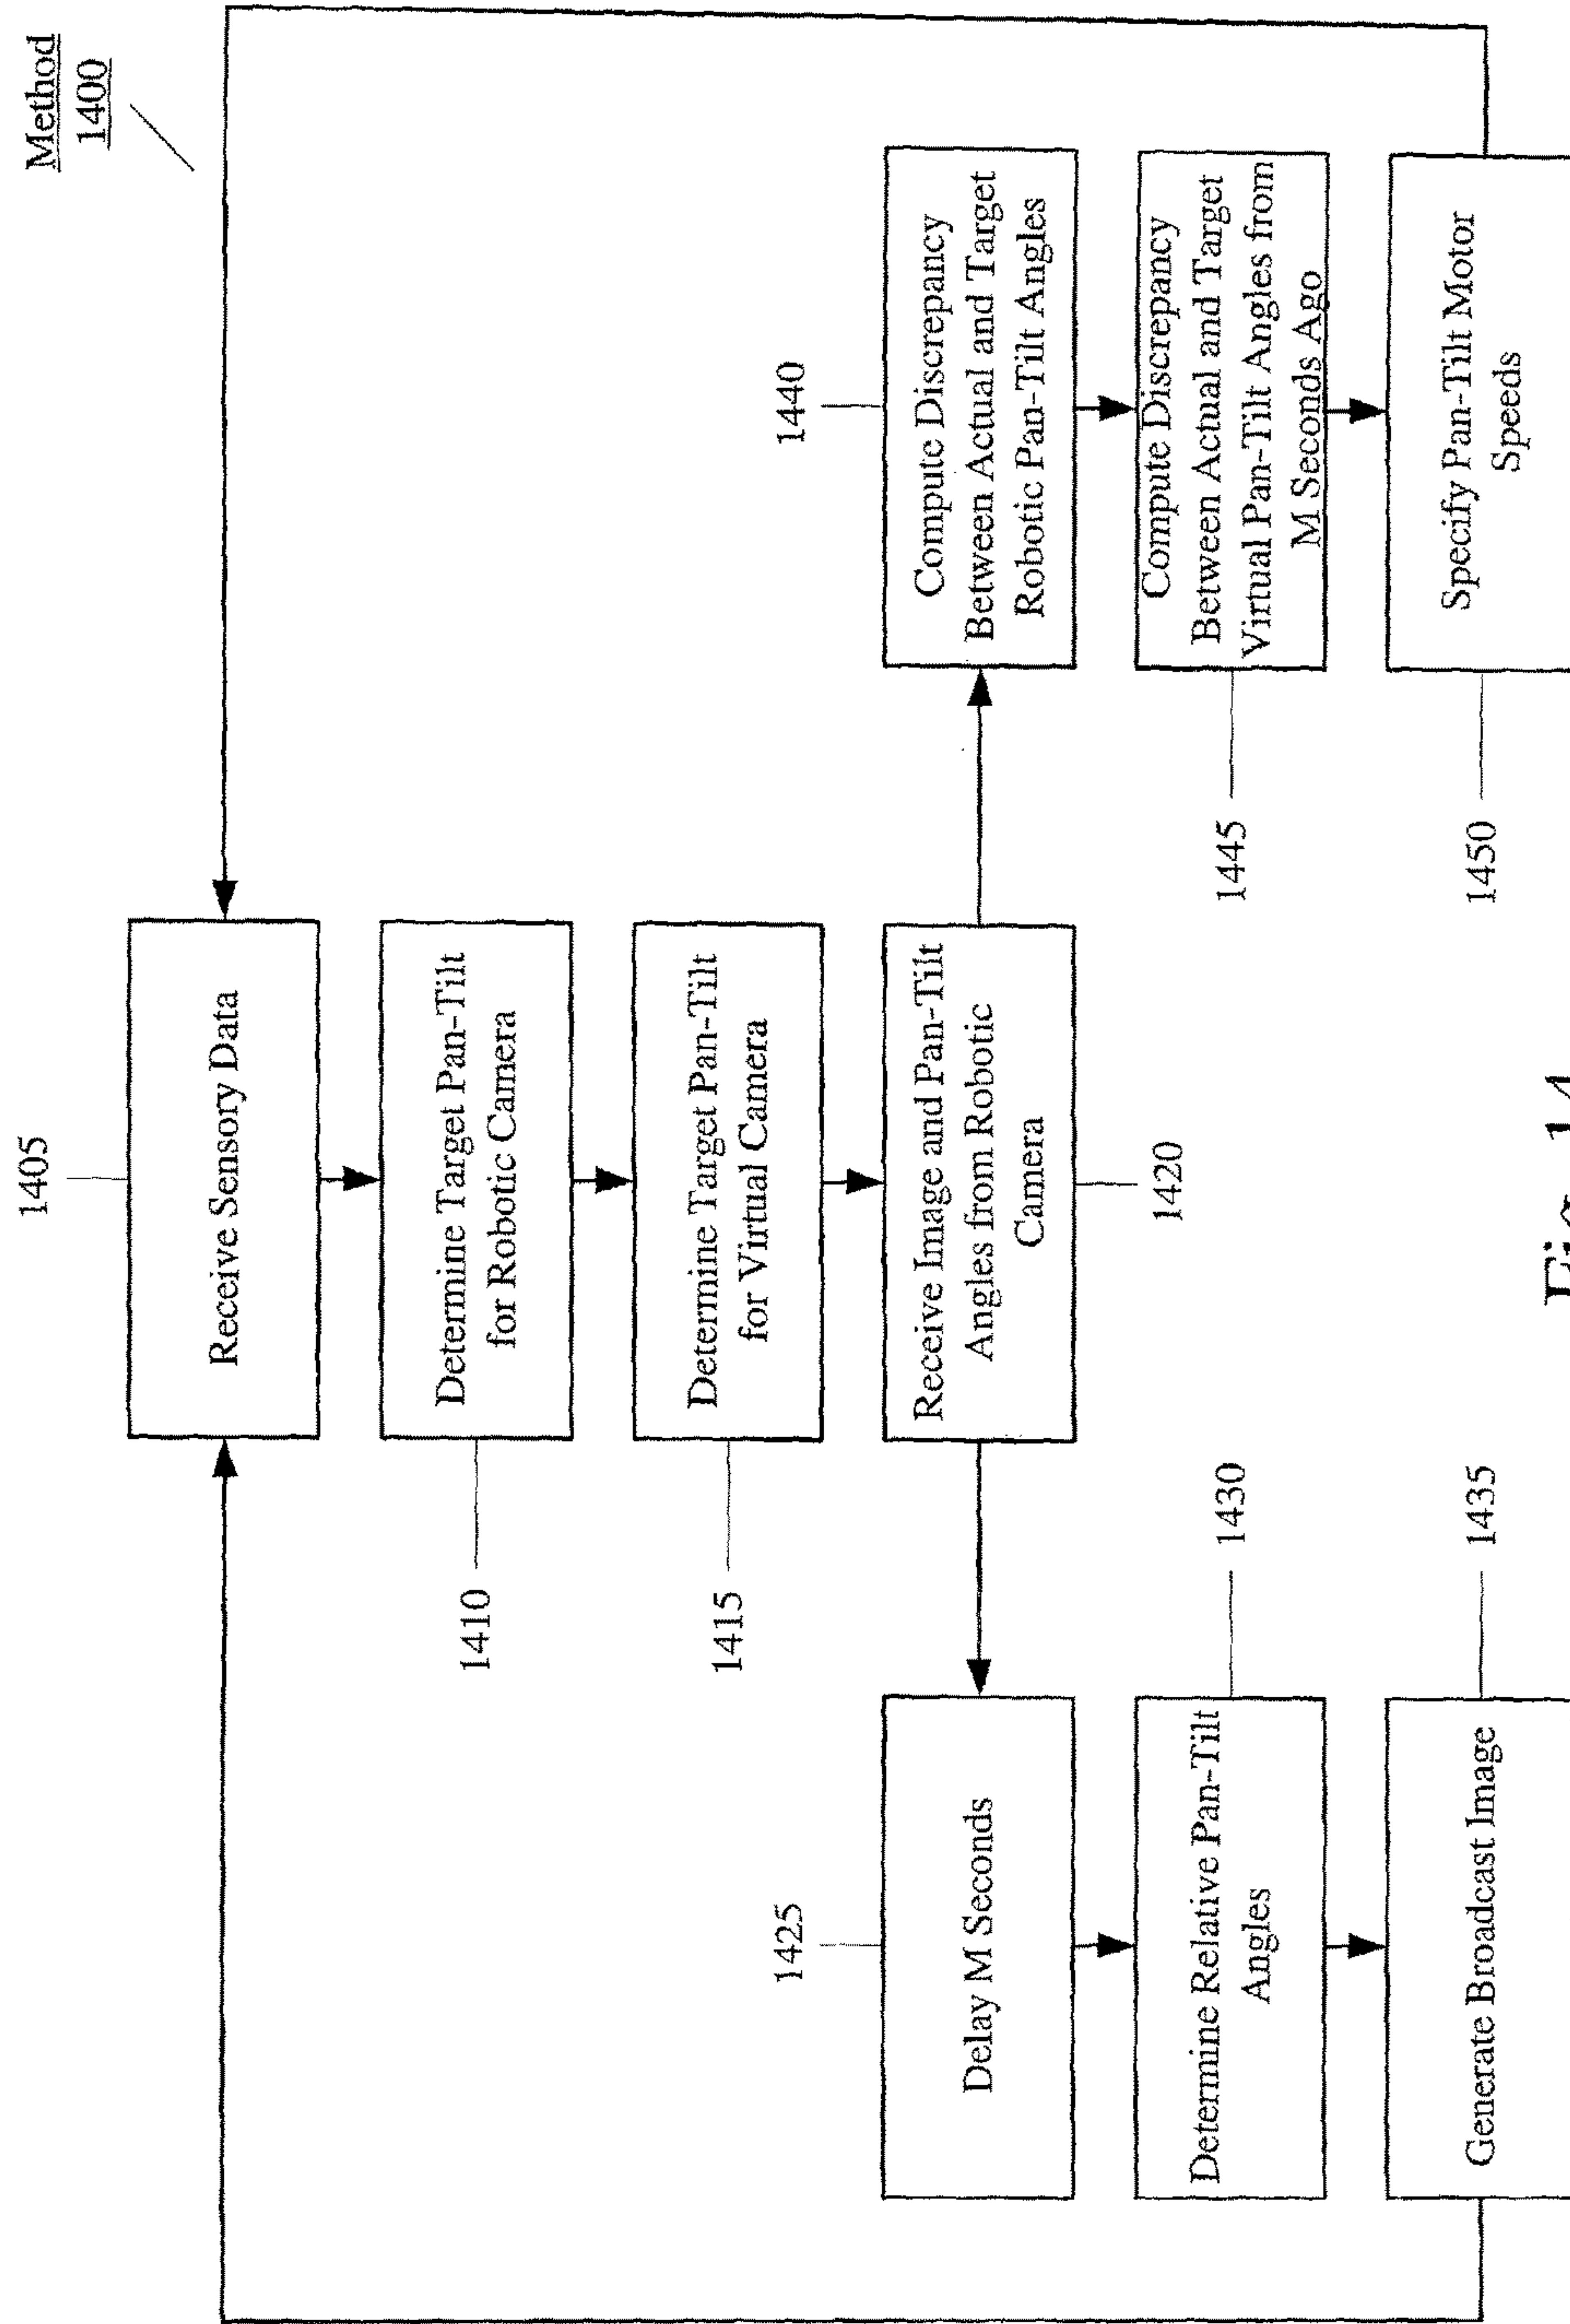 Method
1400
1405
Receive Sensory Data
1410
Determine Target Pan-Tilt
for Robotic Camera
1415
Determine Target Pan-Tilt
for Virtual Camera
Receive Image and Pan-Tilt
Angles from Robotic
Camera
1420
1425
Delay M Seconds
Determine Relative Pan-Tilt
Angles
1430
Generate Broadcast Image
1435
1440
Compute Discrepancy
Between Actual and Target
Robotic Pan-Tilt Angles
1445
Compute Discrepancy
Between Actual and Target
Virtual Pan-Tilt Angles from
M Seconds Ago
1450
Specify Pan-Tilt Motor
Speeds
Fig. 14